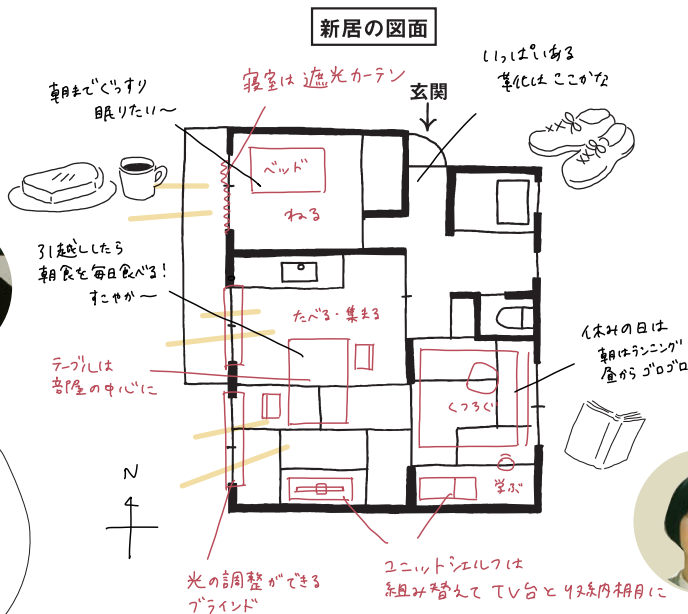 新居の図面
いっぱいある
靴はここかな
寝室は遮光カーテン
朝までぐっすり
眠りたい〜
玄関
ベッド
ねる
引越ししたら
朝食を毎日食べる!
すこやか〜
たべる・集まる
テーブルは
部屋の中心に
休みの日は
朝はランニング
昼からゴロゴロ
くつろぐ
学ぶ
N
光の調整ができる
ブラインド
ユニットシェルフは
組み替えてTV台と収納棚に